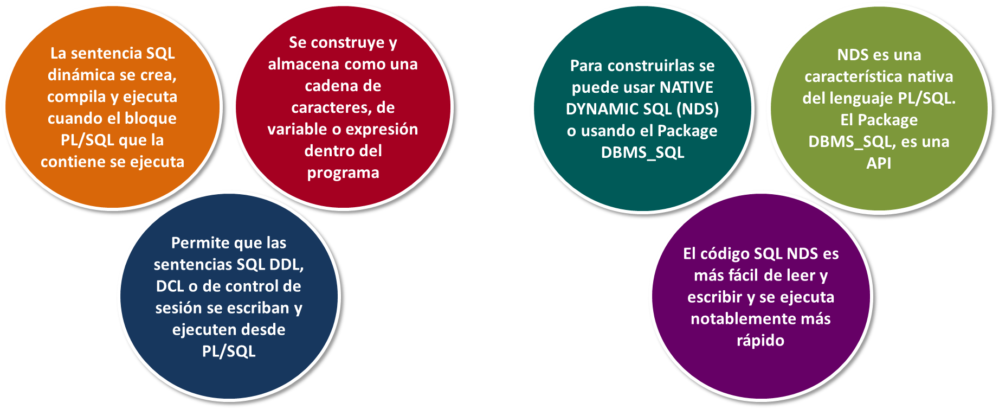 La sentencia SQL
dinámica se crea,
compila y ejecuta
cuando el bloque
PL/SQL que la
contiene se ejecuta
Se construye y
almacena como una
cadena de
caracteres, de
variable o expresión
dentro del
programa
Permite que las
sentencias SQL DDL,
DCL o de control de
sesión se escriban y
ejecuten desde
PL/SQL
Para construirlas se
puede usar NATIVE
DYNAMIC SQL (NDS)
o usando el Package
DBMS_SQL
NDS es una
característica nativa
del lenguaje PL/SQL.
El Package
DBMS_SQL, es una
API
El código SQL NDS es
más fácil de leer y
escribir y se ejecuta
notablemente más
rápido